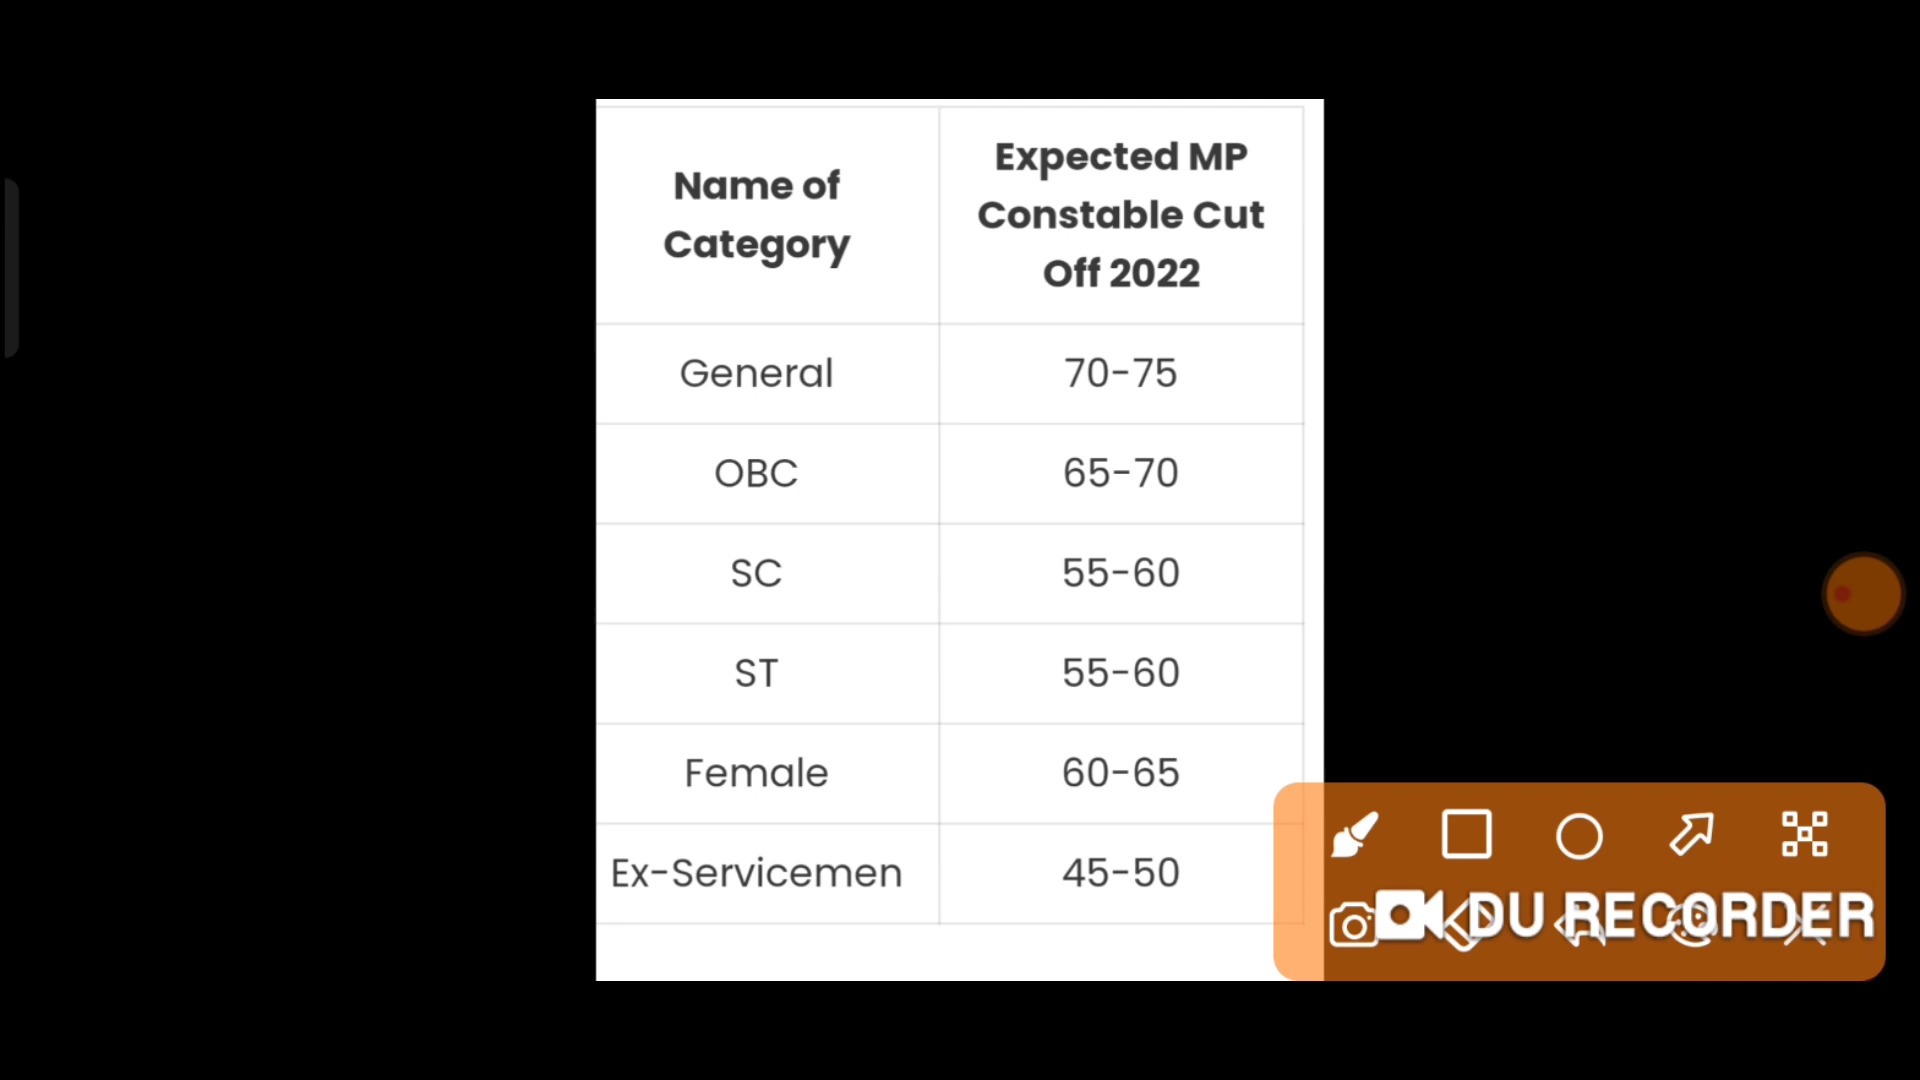 Name of
Category
Expected MP
Constable Cut
Off 2022
General
70-75
OBC
65-70
SC
55-60
ST
55-60
Female
60-65
Ex-Servicemen
45-50
DU RECORDER